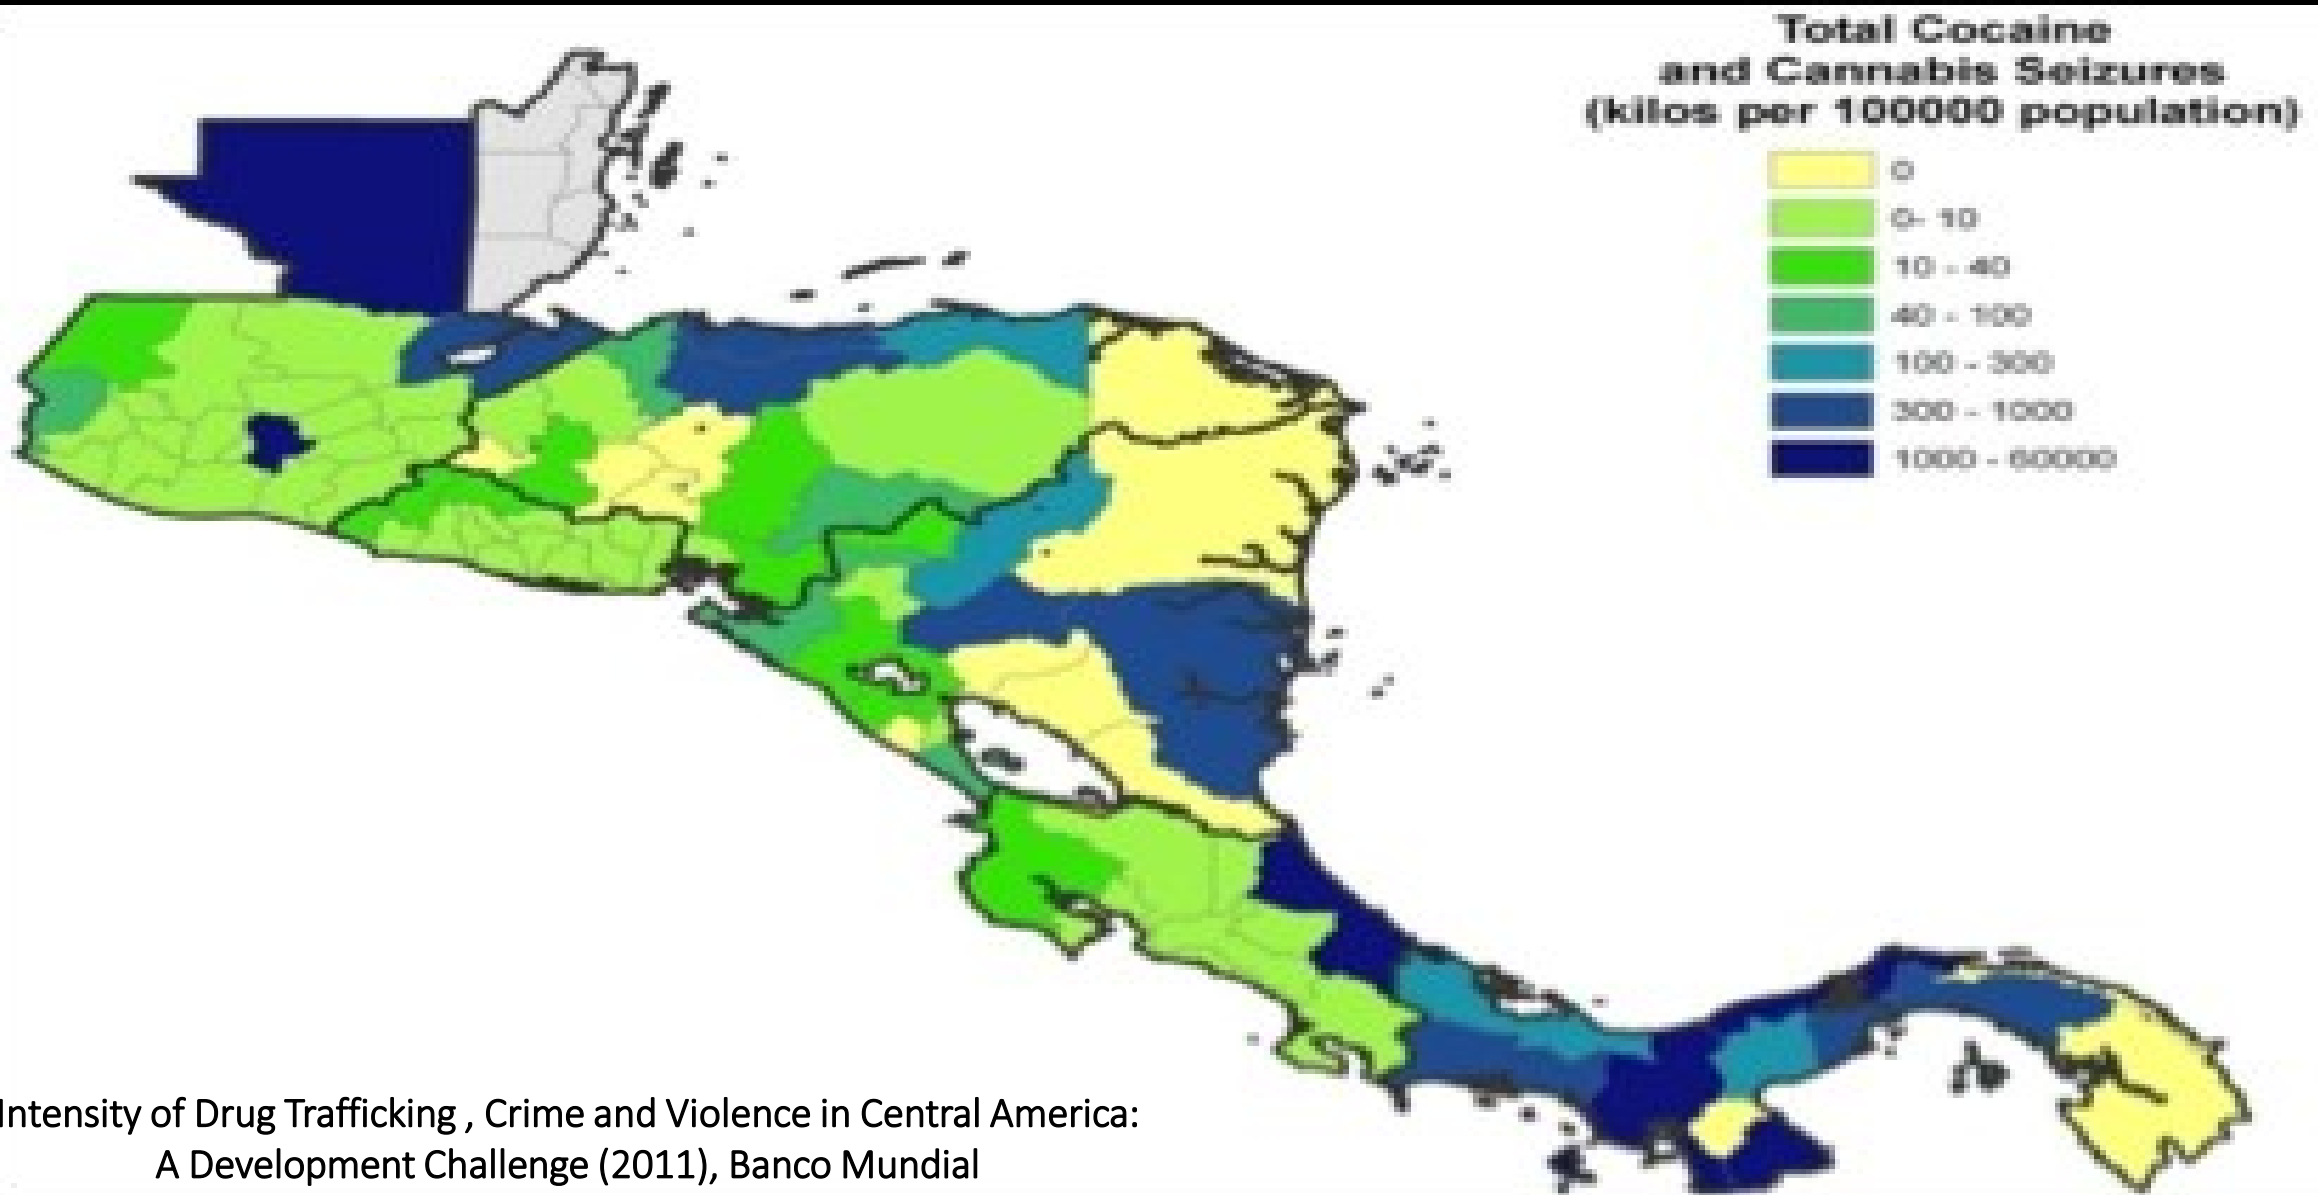 Total Cocaine
and Cannabis Seizures
(kilos per 100000 population)
0
0- 10
10 - 40
40 - 100
100 - 300
300 - 1000
1000 - 60000
Intensity of Drug Trafficking , Crime and Violence in Central America:
A Development Challenge (2011), Banco Mundial